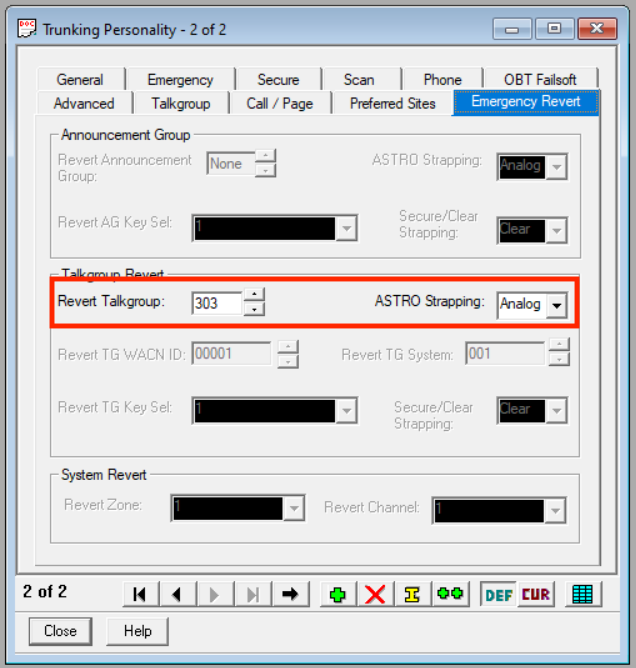 DOC
Trunking Personality - 2 of 2
General Emergency Secure Scan Phone OBT Failsoft
Advanced Talkgroup Call / Page Preferred Sites Emergency Revert
Announcement Group
Revert Announcement Group: None ASTRO Strapping: Analog
Revert AG Key Sel: 1 Secure/Clear Strapping: Clear
Talkgroup Revert
Revert Talkgroup: 303 ASTRO Strapping: Analog
Revert TG WACN ID: 00001 Revert TG System: 001
Revert TG Key Sel: 1 Secure/Clear Strapping: Clear
System Revert
Revert Zone: 1 Revert Channel: 1
2 of 2 DEF CUR
Close Help